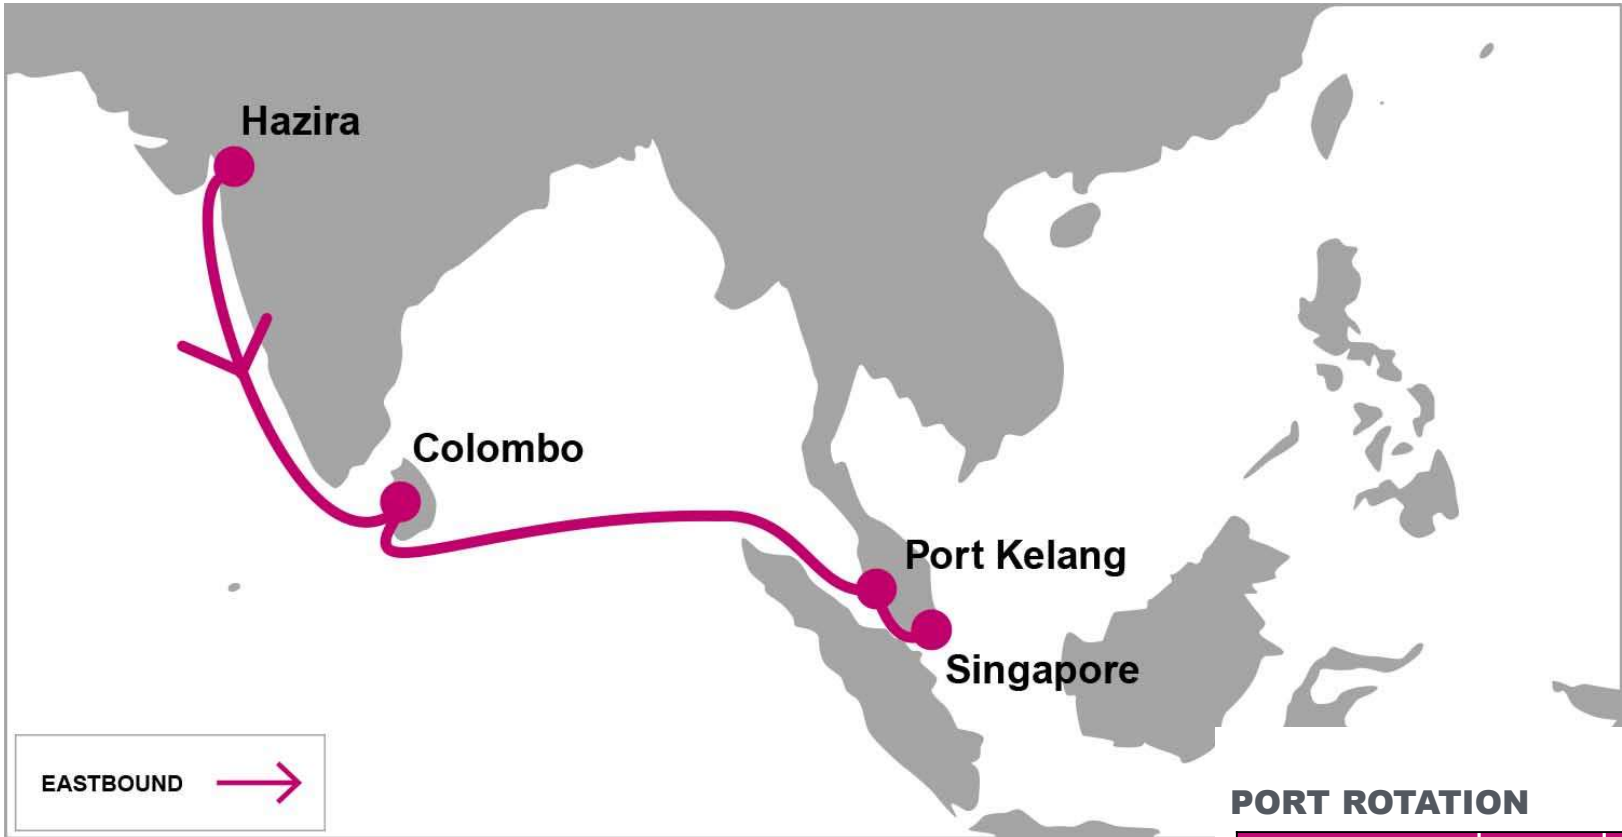 Hazira
Colombo
Port Kelang
Singapore
EASTBOUND
PORT ROTATION